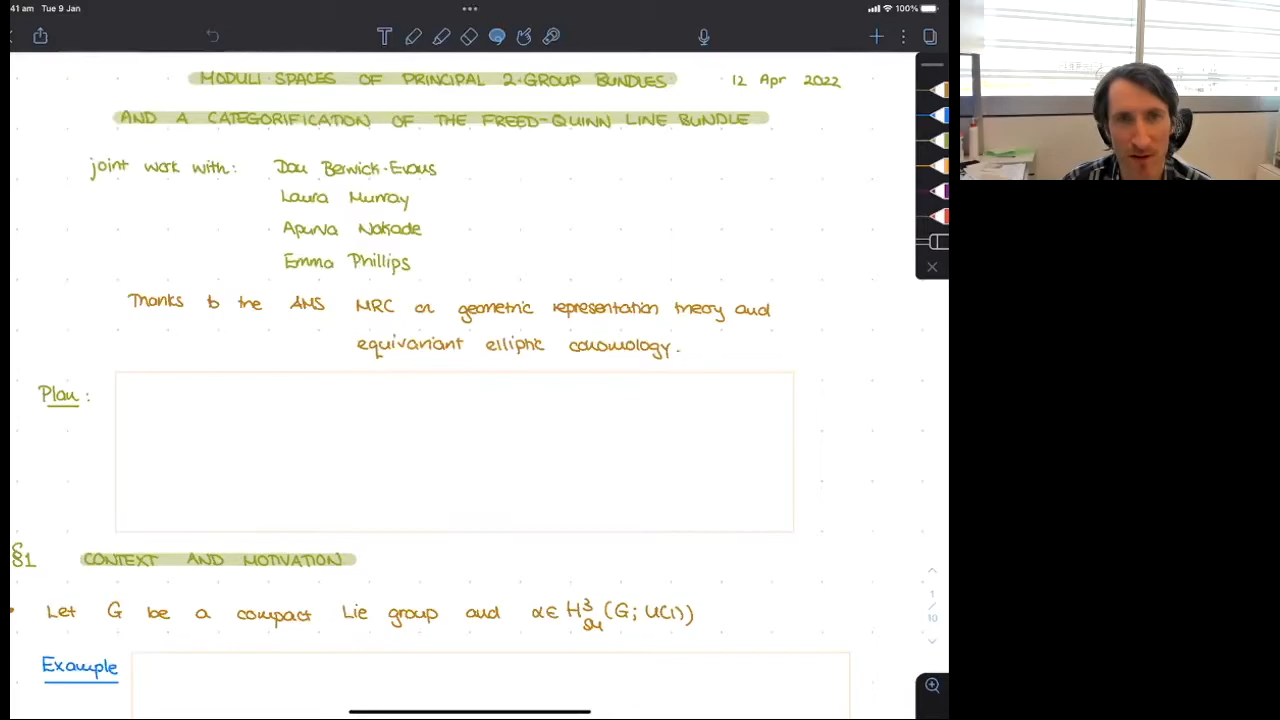 41 am Tue 9 Jan
100%
MODULI SPACES OF PRINCIPAL 2-GROUP BUNDLES 12 Apr 2022
AND A CATEGORIFICATION OF THE FREED-QUINN LINE BUNDLE
joint work with: Dan Berwick-Evans
Laura Murray
Apurva Nakade
Emma Phillips
Thanks to the AMS MRC on geometric representation theory and
equivariant elliptic cohomology.
Plan:
§1 CONTEXT AND MOTIVATION
• Let G be a compact Lie group and α ∈ H³_SM (G; U(1))
1 / 10
Example